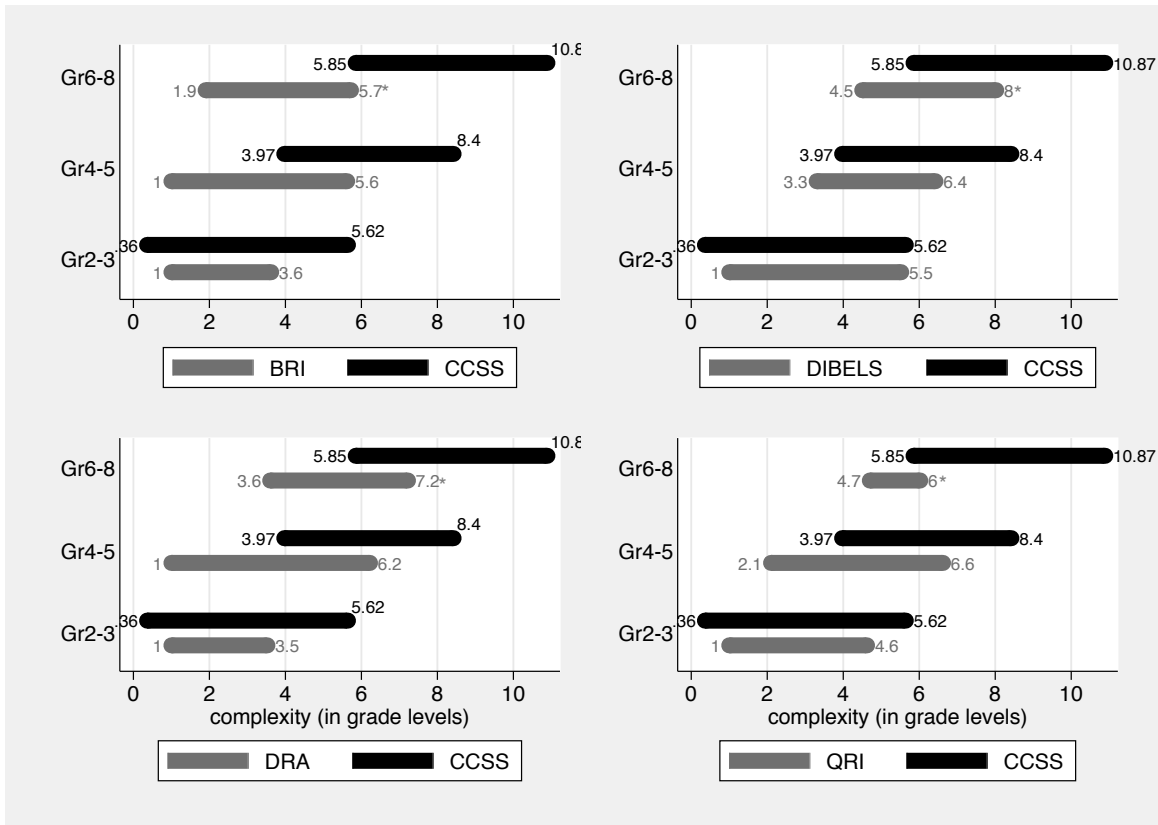 10.8
5.85
Gr6-8
1.9
5.7*
8.4
3.97
Gr4-5
1
5.6
5.62
.36
Gr2-3
1
3.6
0 2 4 6 8 10
BRI CCSS
5.85
10.87
Gr6-8
4.5
8*
3.97
8.4
Gr4-5
3.3
6.4
.36
5.62
Gr2-3
1
5.5
0 2 4 6 8 10
DIBELS CCSS
10.8
5.85
Gr6-8
3.6
7.2*
8.4
3.97
Gr4-5
1
6.2
5.62
.36
Gr2-3
1
3.5
0 2 4 6 8 10
complexity (in grade levels)
DRA CCSS
5.85
10.87
Gr6-8
4.7
6*
3.97
8.4
Gr4-5
2.1
6.6
.36
5.62
Gr2-3
1
4.6
0 2 4 6 8 10
complexity (in grade levels)
QRI CCSS